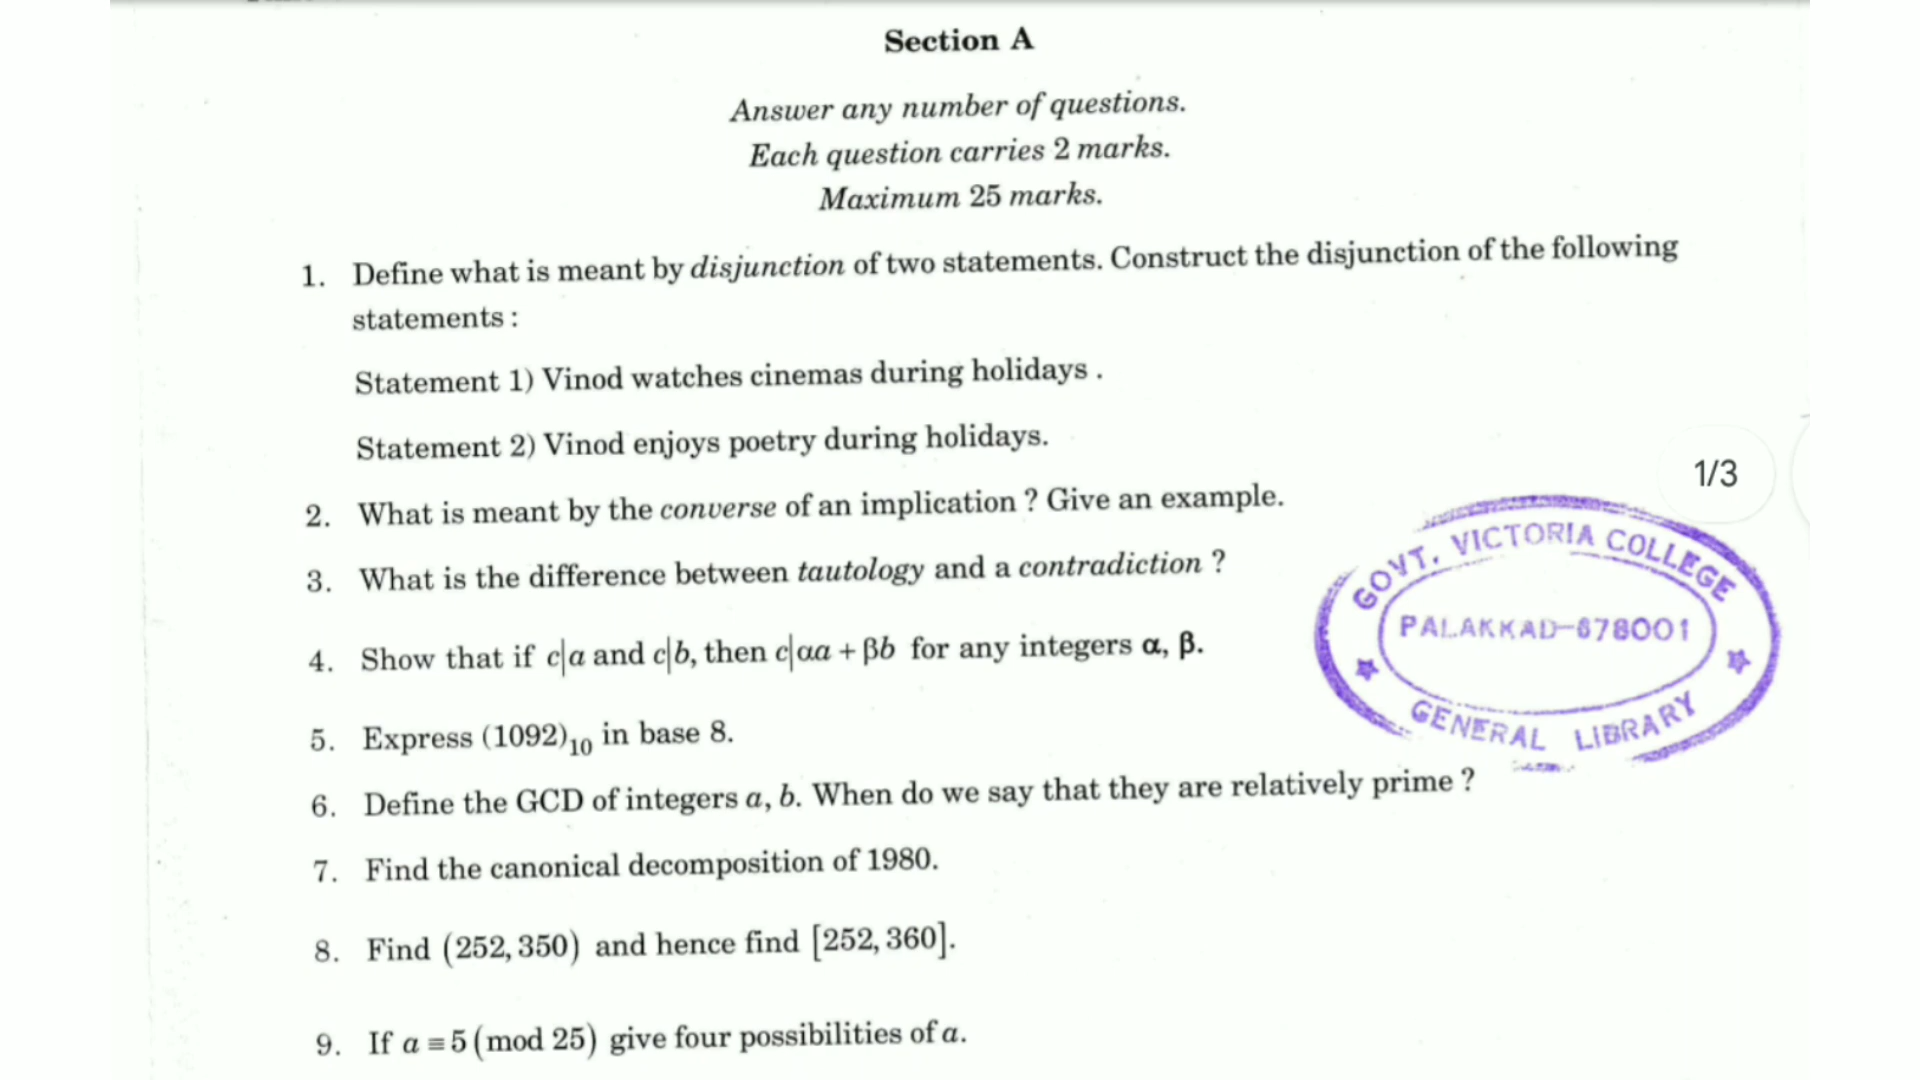 Section A
Answer any number of questions.
Each question carries 2 marks.
Maximum 25 marks.
1. Define what is meant by disjunction of two statements. Construct the disjunction of the following
statements :
Statement 1) Vinod watches cinemas during holidays .
Statement 2) Vinod enjoys poetry during holidays.
1/3
2. What is meant by the converse of an implication ? Give an example.
3. What is the difference between tautology and a contradiction ?
GOVT. VICTORIA COLLEGE
PALAKKAD-678001
GENERAL LIBRARY
4. Show that if c|a and c|b, then c|αa + βb for any integers α, β.
5. Express (1092)₁₀ in base 8.
6. Define the GCD of integers a, b. When do we say that they are relatively prime ?
7. Find the canonical decomposition of 1980.
8. Find (252, 350) and hence find [252, 360].
9. If a ≡ 5 (mod 25) give four possibilities of a.